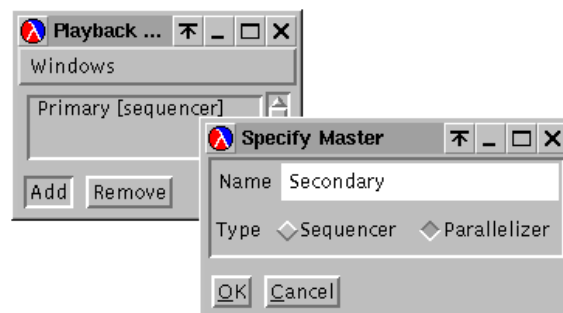 Playback ...
Windows
Primary [sequencer]
Add Remove
Specify Master
Name Secondary
Type Sequencer Parallelizer
OK Cancel